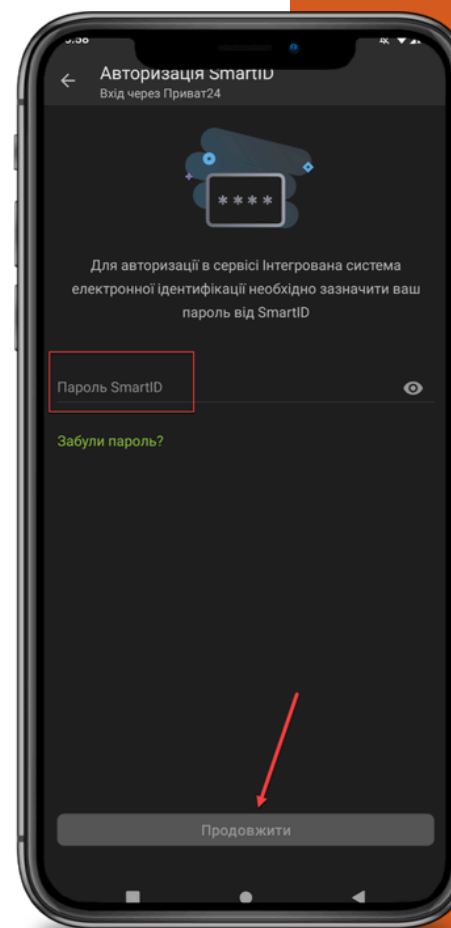 Авторизація SmartID
Вхід через Приват24
* * * *
Для авторизації в сервісі Інтегрована система
електронної ідентифікації необхідно зазначити ваш
пароль від SmartID
Пароль SmartID
Забули пароль?
Продовжити